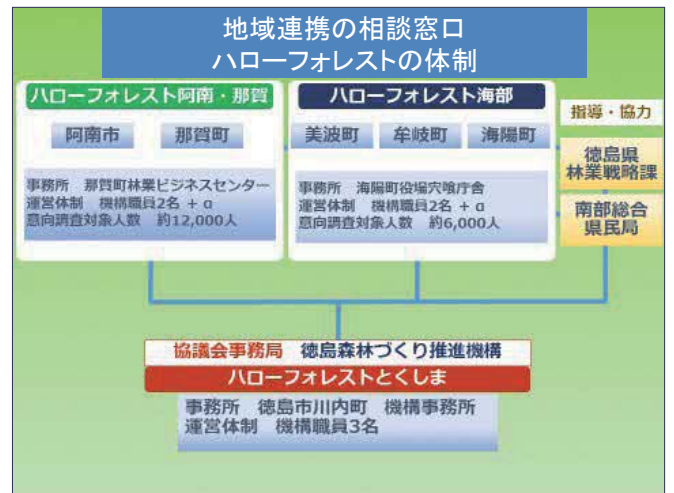 地域連携の相談窓口
ハローフォレストの体制
ハローフォレスト阿南・那賀
阿南市 那賀町
事務所 那賀町林業ビジネスセンター
運営体制 機構職員2名 + α
意向調査対象人数 約12,000人
ハローフォレスト海部
美波町 牟岐町 海陽町
事務所 海陽町役場宍喰庁舎
運営体制 機構職員2名 + α
意向調査対象人数 約6,000人
指導・協力
徳島県
林業戦略課
南部総合
県民局
協議会事務局 徳島森林づくり推進機構
ハローフォレストとくしま
事務所 徳島市川内町 機構事務所
運営体制 機構職員3名